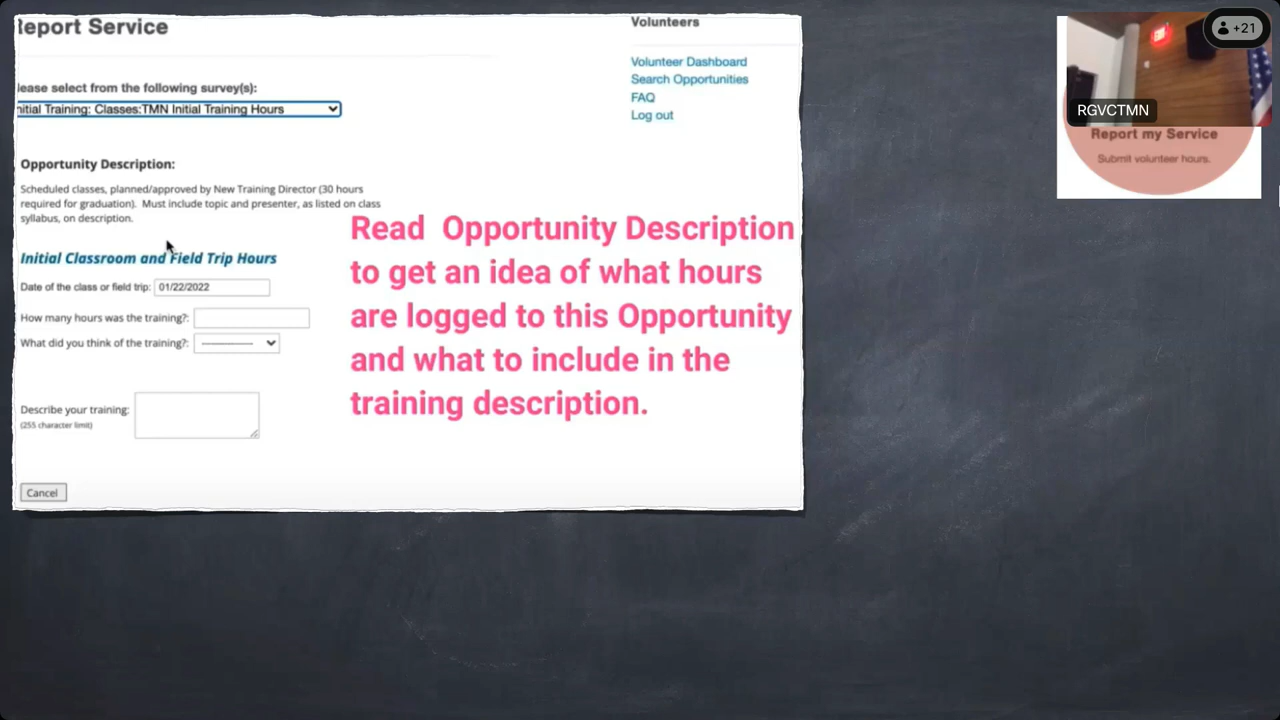 Report Service
Volunteers
Volunteer Dashboard
Search Opportunities
FAQ
Log out
lease select from the following survey(s):
nitial Training: Classes:TMN Initial Training Hours
Opportunity Description:
Scheduled classes, planned/approved by New Training Director (30 hours
required for graduation). Must include topic and presenter, as listed on class
syllabus, on description.
Initial Classroom and Field Trip Hours
Date of the class or field trip: 01/22/2022
How many hours was the training?:
What did you think of the training?:
Describe your training:
(255 character limit)
Cancel
Read Opportunity Description
to get an idea of what hours
are logged to this Opportunity
and what to include in the
training description.
+21
RGVCTMN
Report my Service
Submit volunteer hours.